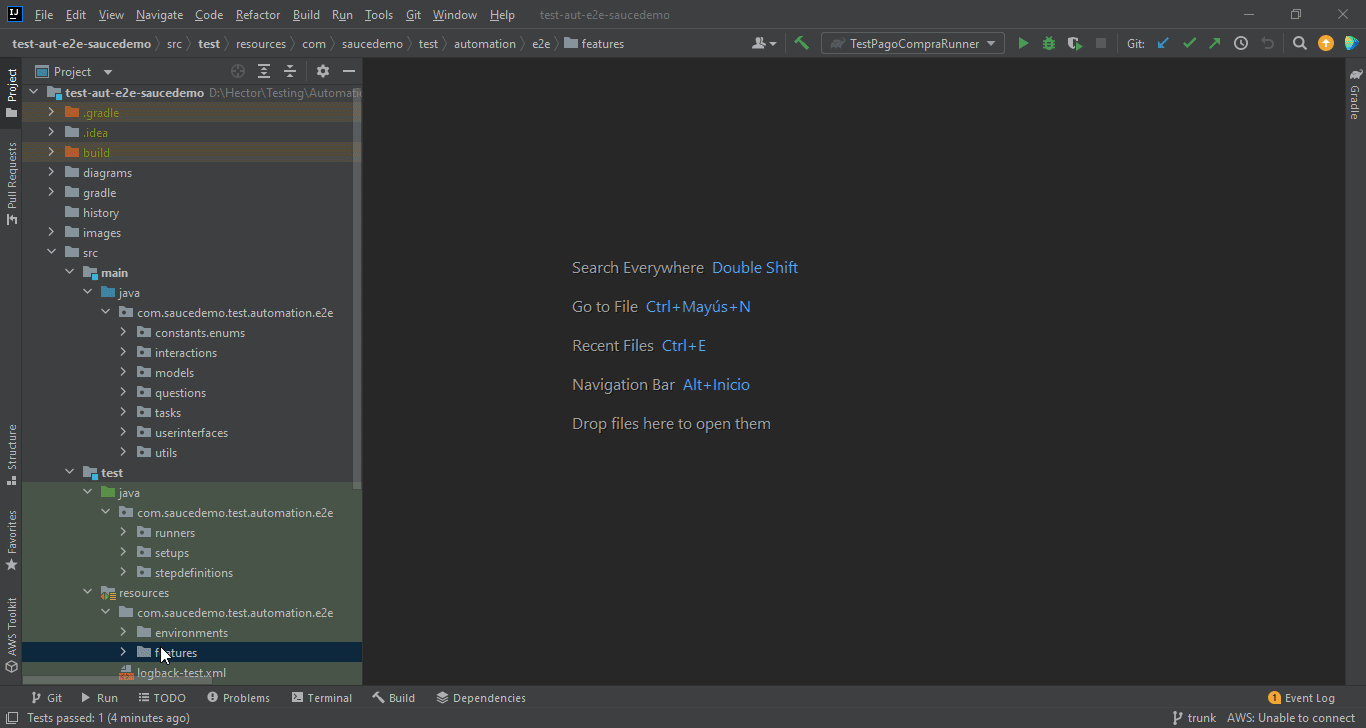 File Edit View Navigate Code Refactor Build Run Tools Git Window Help test-aut-e2e-saucedemo
test-aut-e2e-saucedemo src test resources com saucedemo test automation e2e features TestPagoCompraRunner Git:
Project
Project
Pull Requests
Structure
Favorites
AWS Toolkit
test-aut-e2e-saucedemo D:\Hector\Testing\Automatic
.gradle
.idea
build
diagrams
gradle
history
images
src
main
java
com.saucedemo.test.automation.e2e
constants.enums
interactions
models
questions
tasks
userinterfaces
utils
test
java
com.saucedemo.test.automation.e2e
runners
setups
stepdefinitions
resources
com.saucedemo.test.automation.e2e
environments
features
logback-test.xml
Search Everywhere Double Shift
Go to File Ctrl+Mayús+N
Recent Files Ctrl+E
Navigation Bar Alt+Inicio
Drop files here to open them
Gradle
Git Run TODO Problems Terminal Build Dependencies 1 Event Log
Tests passed: 1 (4 minutes ago) trunk AWS: Unable to connect